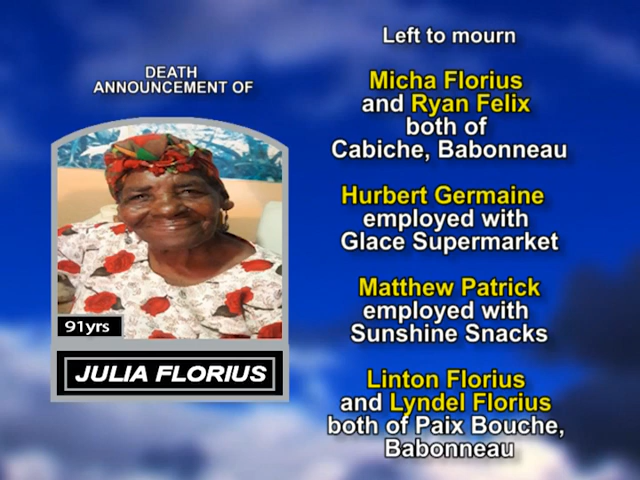 DEATH
ANNOUNCEMENT OF
91yrs
JULIA FLORIUS
Left to mourn
Micha Florius
and Ryan Felix
both of
Cabiche, Babonneau
Hurbert Germaine
employed with
Glace Supermarket
Matthew Patrick
employed with
Sunshine Snacks
Linton Florius
and Lyndel Florius
both of Paix Bouche,
Babonneau